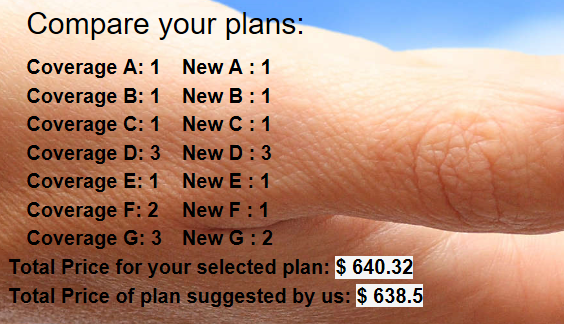 Compare your plans:
Coverage A: 1 New A : 1
Coverage B: 1 New B : 1
Coverage C: 1 New C : 1
Coverage D: 3 New D : 3
Coverage E: 1 New E : 1
Coverage F: 2 New F : 1
Coverage G: 3 New G : 2
Total Price for your selected plan: $ 640.32
Total Price of plan suggested by us: $ 638.5